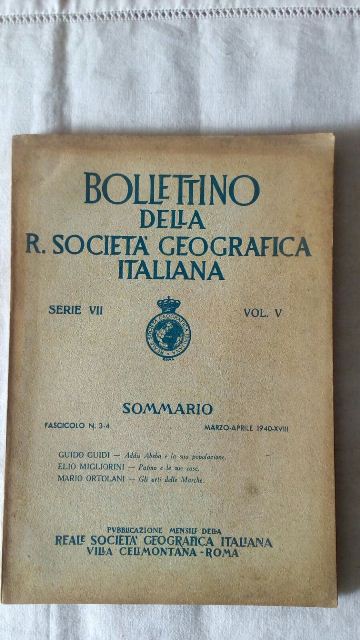 BOLLETTINO
DELLA
R. SOCIETÀ GEOGRAFICA
ITALIANA
SERIE VII
VOL. V
SOMMARIO
FASCICOLO N. 3-4
MARZO-APRILE 1940-XVIII
GUIDO GUIDI — Addis Abeba e la sua popolazione.
ELIO MIGLIORINI — Patmo e le sue case.
MARIO ORTOLANI — Gli orti delle Marche.
PUBBLICAZIONE MENSILE DELLA
REALE SOCIETÀ GEOGRAFICA ITALIANA
VILLA CELIMONTANA - ROMA